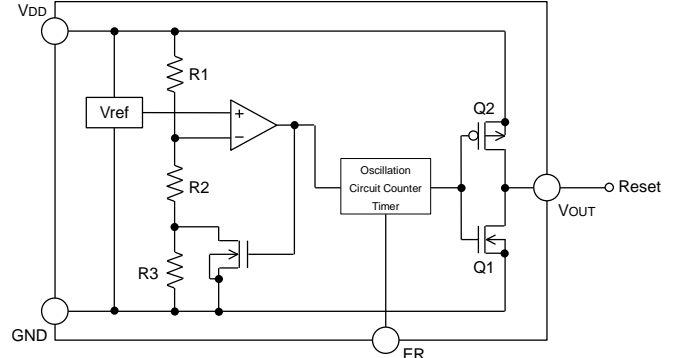 VDD
R1
Vref
+
−
Q2
Oscillation
Circuit Counter
Timer
R2
Reset
VOUT
R3
Q1
GND
ER